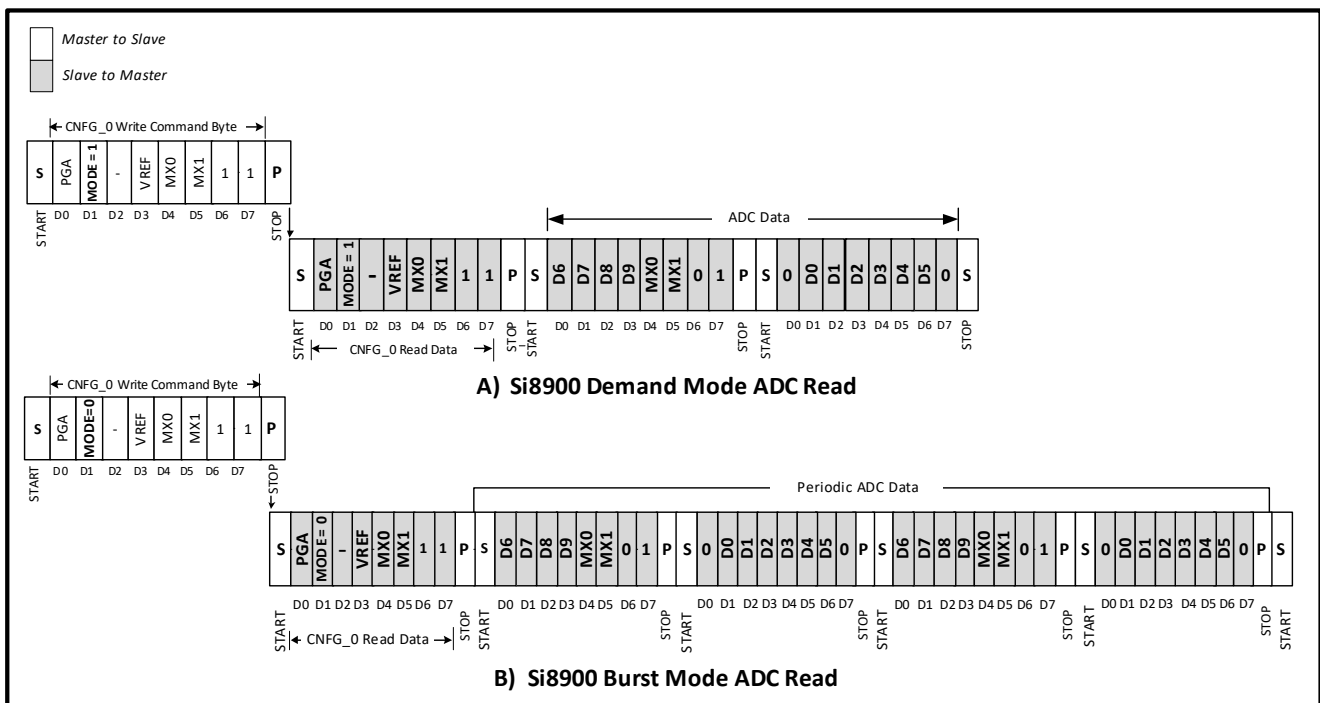 Master to Slave
Slave to Master
CNFG_0 Write Command Byte
S PGA MODE = 1 - VREF MX0 MX1 1 1 P
START D0 D1 D2 D3 D4 D5 D6 D7 STOP
ADC Data
S PGA MODE = 1 - VREF MX0 MX1 1 1 P S D6 D7 D8 D9 MX0 MX1 0 1 P S 0 D0 D1 D2 D3 D4 D5 0 S
START D0 D1 D2 D3 D4 D5 D6 D7 STOP START D0 D1 D2 D3 D4 D5 D6 D7 STOP START D0 D1 D2 D3 D4 D5 D6 D7 STOP
CNFG_0 Read Data
A) Si8900 Demand Mode ADC Read
CNFG_0 Write Command Byte
S PGA MODE=0 - VREF MX0 MX1 1 1 P
START D0 D1 D2 D3 D4 D5 D6 D7 STOP
Periodic ADC Data
S PGA MODE= 0 - VREF MX0 MX1 1 1 P S D6 D7 D8 D9 MX0 MX1 0 1 P S 0 D0 D1 D2 D3 D4 D5 0 P S D6 D7 D8 D9 MX0 MX1 0 1 P S 0 D0 D1 D2 D3 D4 D5 0 P S
START D0 D1 D2 D3 D4 D5 D6 D7 STOP START D0 D1 D2 D3 D4 D5 D6 D7 STOP START D0 D1 D2 D3 D4 D5 D6 D7 STOP START D0 D1 D2 D3 D4 D5 D6 D7 STOP START D0 D1 D2 D3 D4 D5 D6 D7 STOP START
CNFG_0 Read Data
B) Si8900 Burst Mode ADC Read